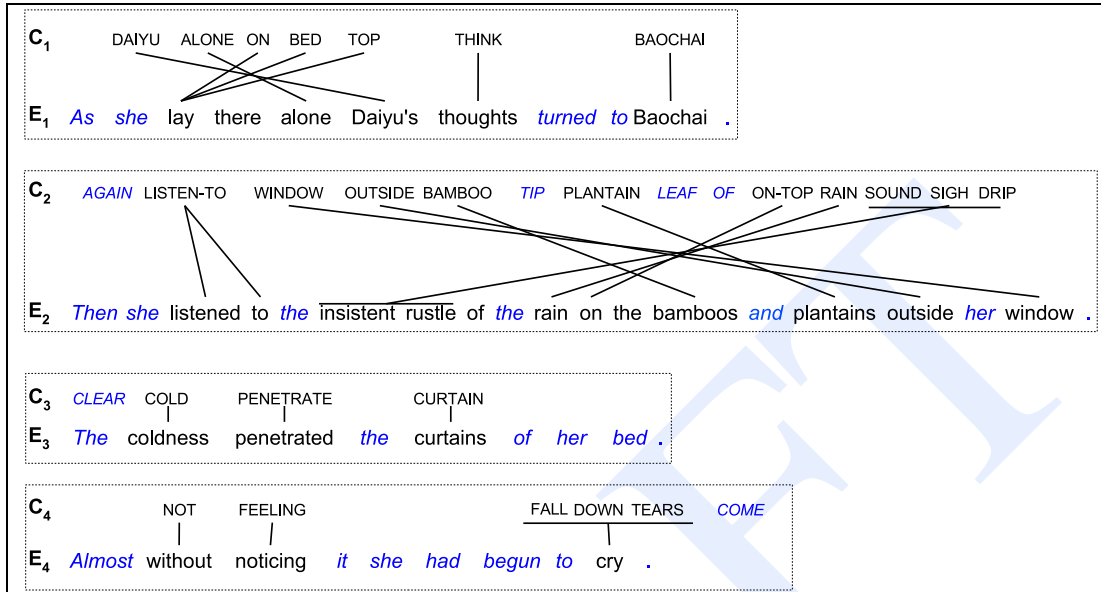 C1 DAIYU ALONE ON BED TOP THINK BAOCHAI
E1 As she lay there alone Daiyu's thoughts turned to Baochai .
C2 AGAIN LISTEN-TO WINDOW OUTSIDE BAMBOO TIP PLANTAIN LEAF OF ON-TOP RAIN SOUND SIGH DRIP
E2 Then she listened to the insistent rustle of the rain on the bamboos and plantains outside her window .
C3 CLEAR COLD PENETRATE CURTAIN
E3 The coldness penetrated the curtains of her bed .
C4 NOT FEELING FALL DOWN TEARS COME
E4 Almost without noticing it she had begun to cry .
FT